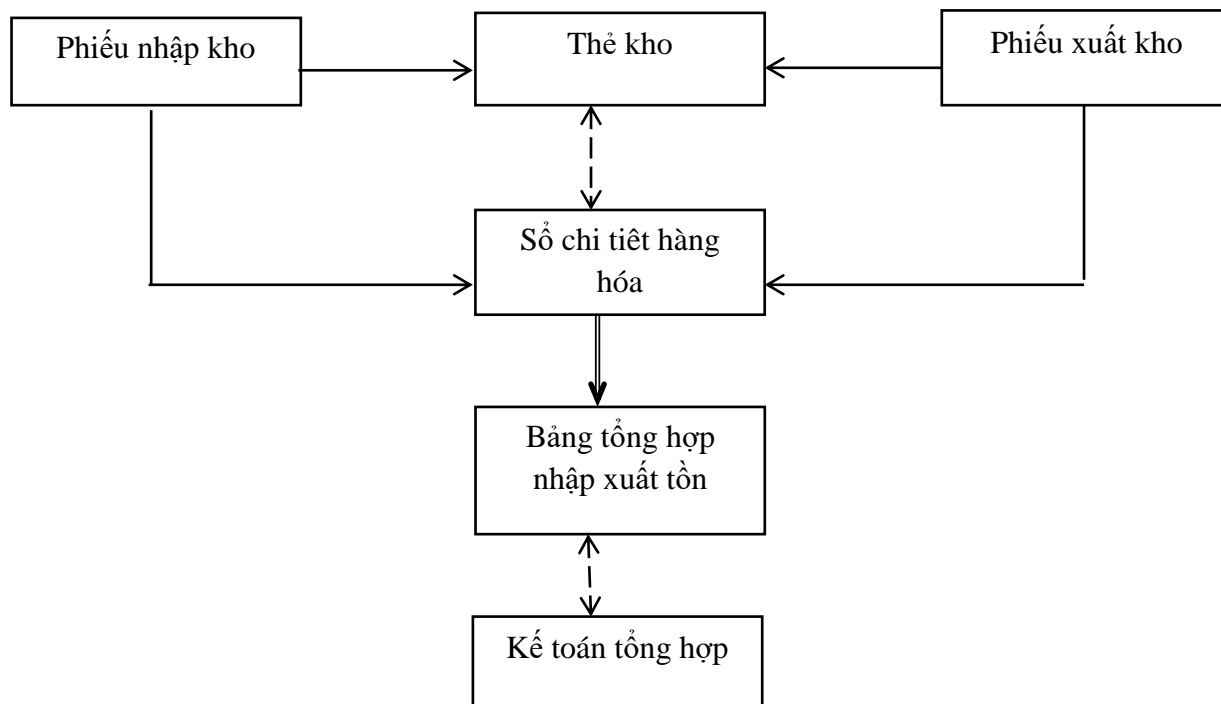 Phiếu nhập kho
Thẻ kho
Phiếu xuất kho
Sổ chi tiêt hàng
hóa
Bảng tổng hợp
nhập xuất tồn
Kế toán tổng hợp